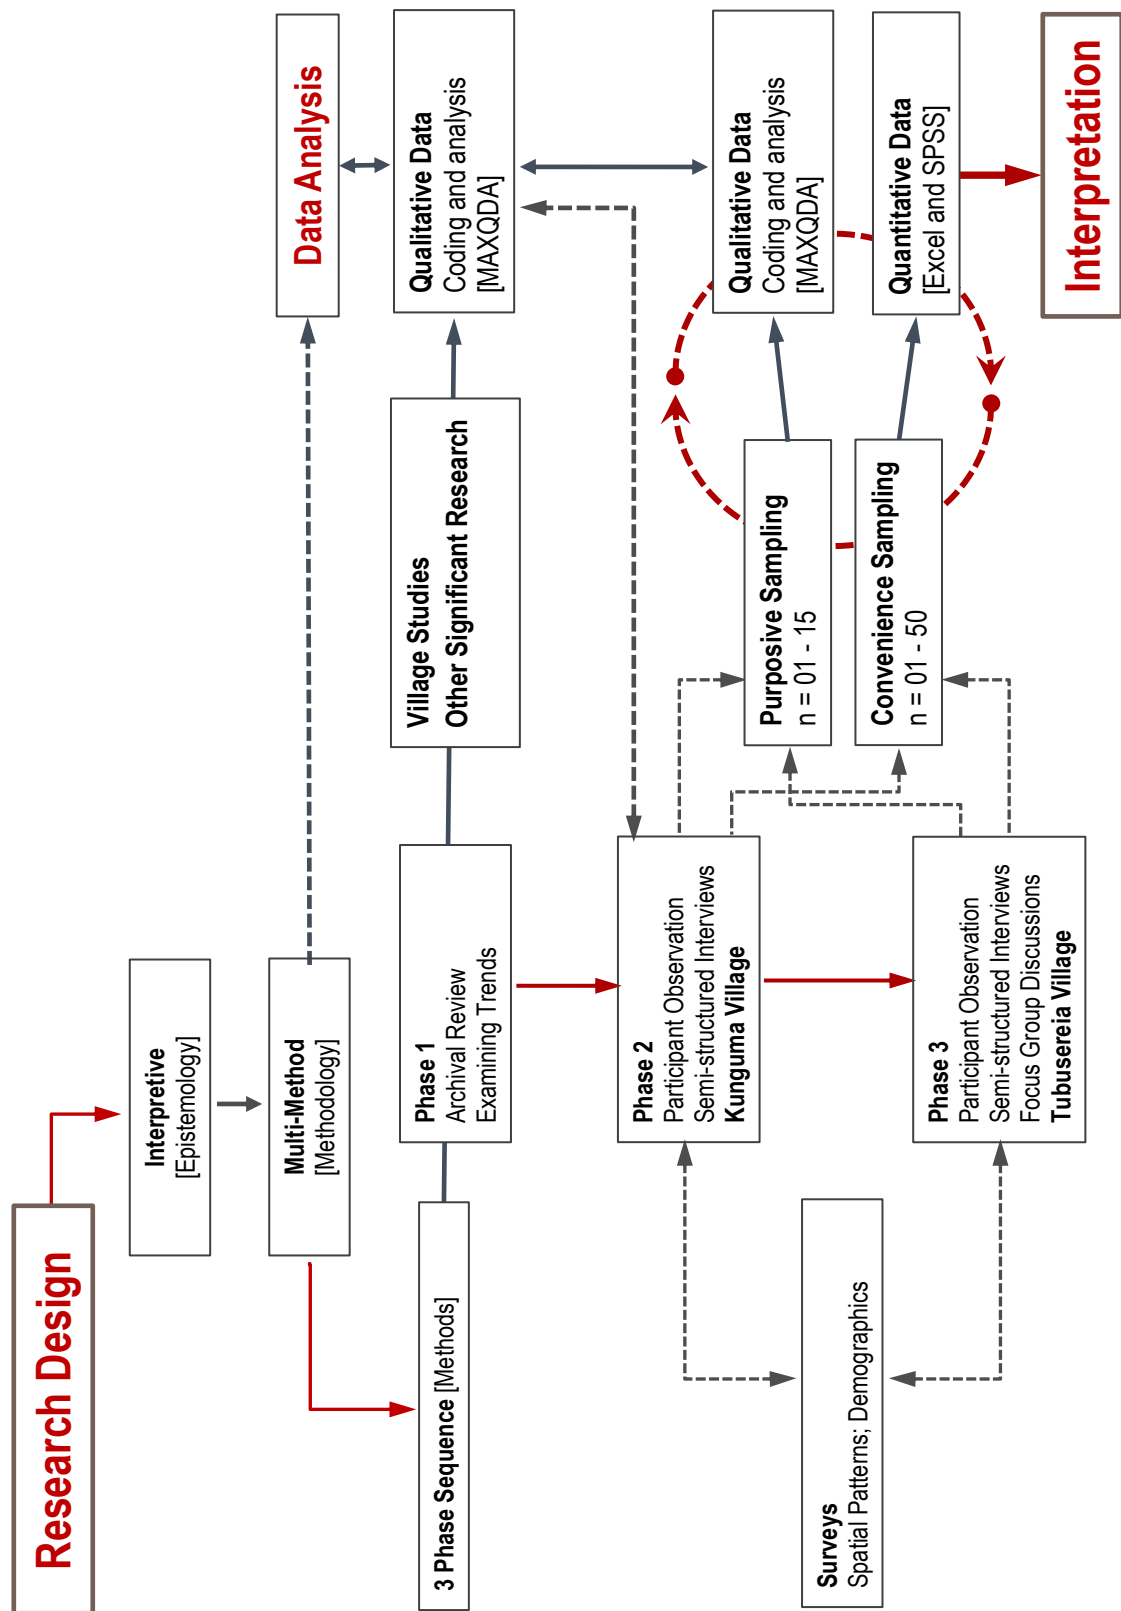 Research Design
Interpretive
[Epistemology]
Multi-Method
[Methodology]
Data Analysis
3 Phase Sequence [Methods]
Phase 1
Archival Review
Examining Trends
Village Studies
Other Significant Research
Qualitative Data
Coding and analysis
[MAXQDA]
Phase 2
Participant Observation
Semi-structured Interviews
Kunguma Village
Surveys
Spatial Patterns; Demographics
Purposive Sampling
n = 01 - 15
Qualitative Data
Coding and analysis
[MAXQDA]
Convenience Sampling
n = 01 - 50
Quantitative Data
[Excel and SPSS]
Phase 3
Participant Observation
Semi-structured Interviews
Focus Group Discussions
Tubusereia Village
Interpretation